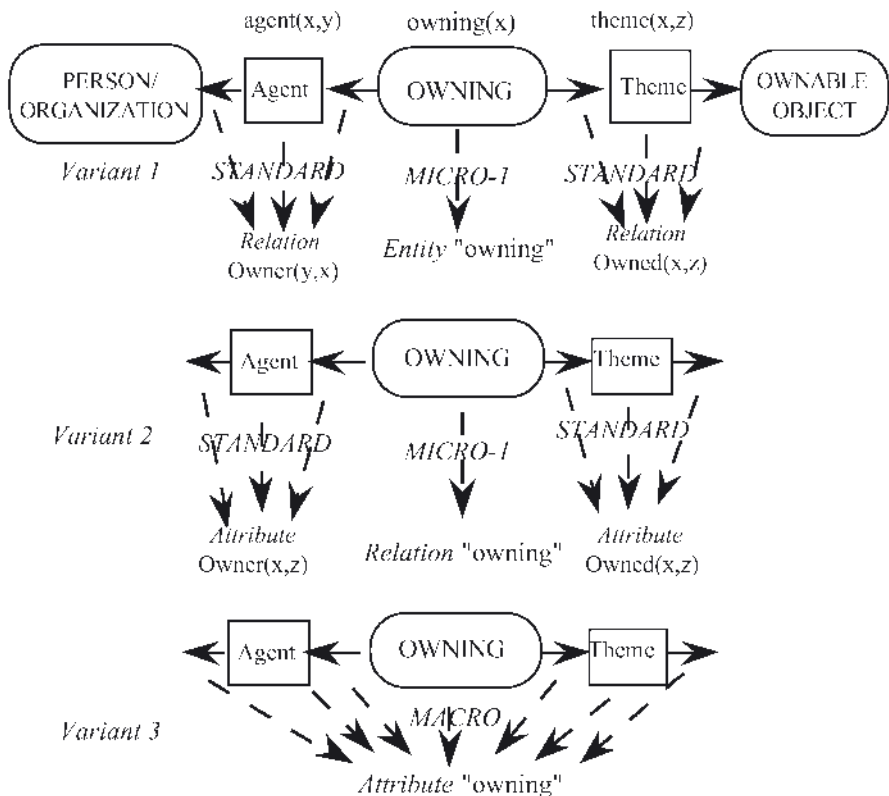 agent(x,y) owning(x) theme(x,z)
PERSON/ Agent OWNING Theme OWNABLE
ORGANIZATION OBJECT
Variant 1 STANDARD MICRO-1 STANDARD
Relation Entity "owning" Relation
Owner(y,x) Owned(x,z)
Agent OWNING Theme
Variant 2 STANDARD MICRO-1 STANDARD
Attribute Relation "owning" Attribute
Owner(x,z) Owned(x,z)
Agent OWNING Theme
Variant 3 MACRO
Attribute "owning"